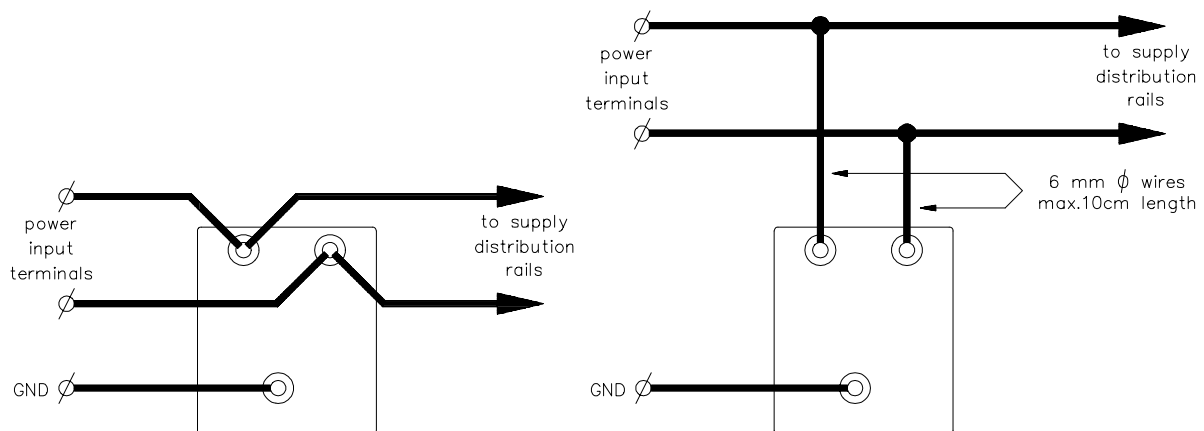 power
input
terminals
to supply
distribution
rails
GND
power
input
terminals
to supply
distribution
rails
6 mm ϕ wires
max.10cm length
GND